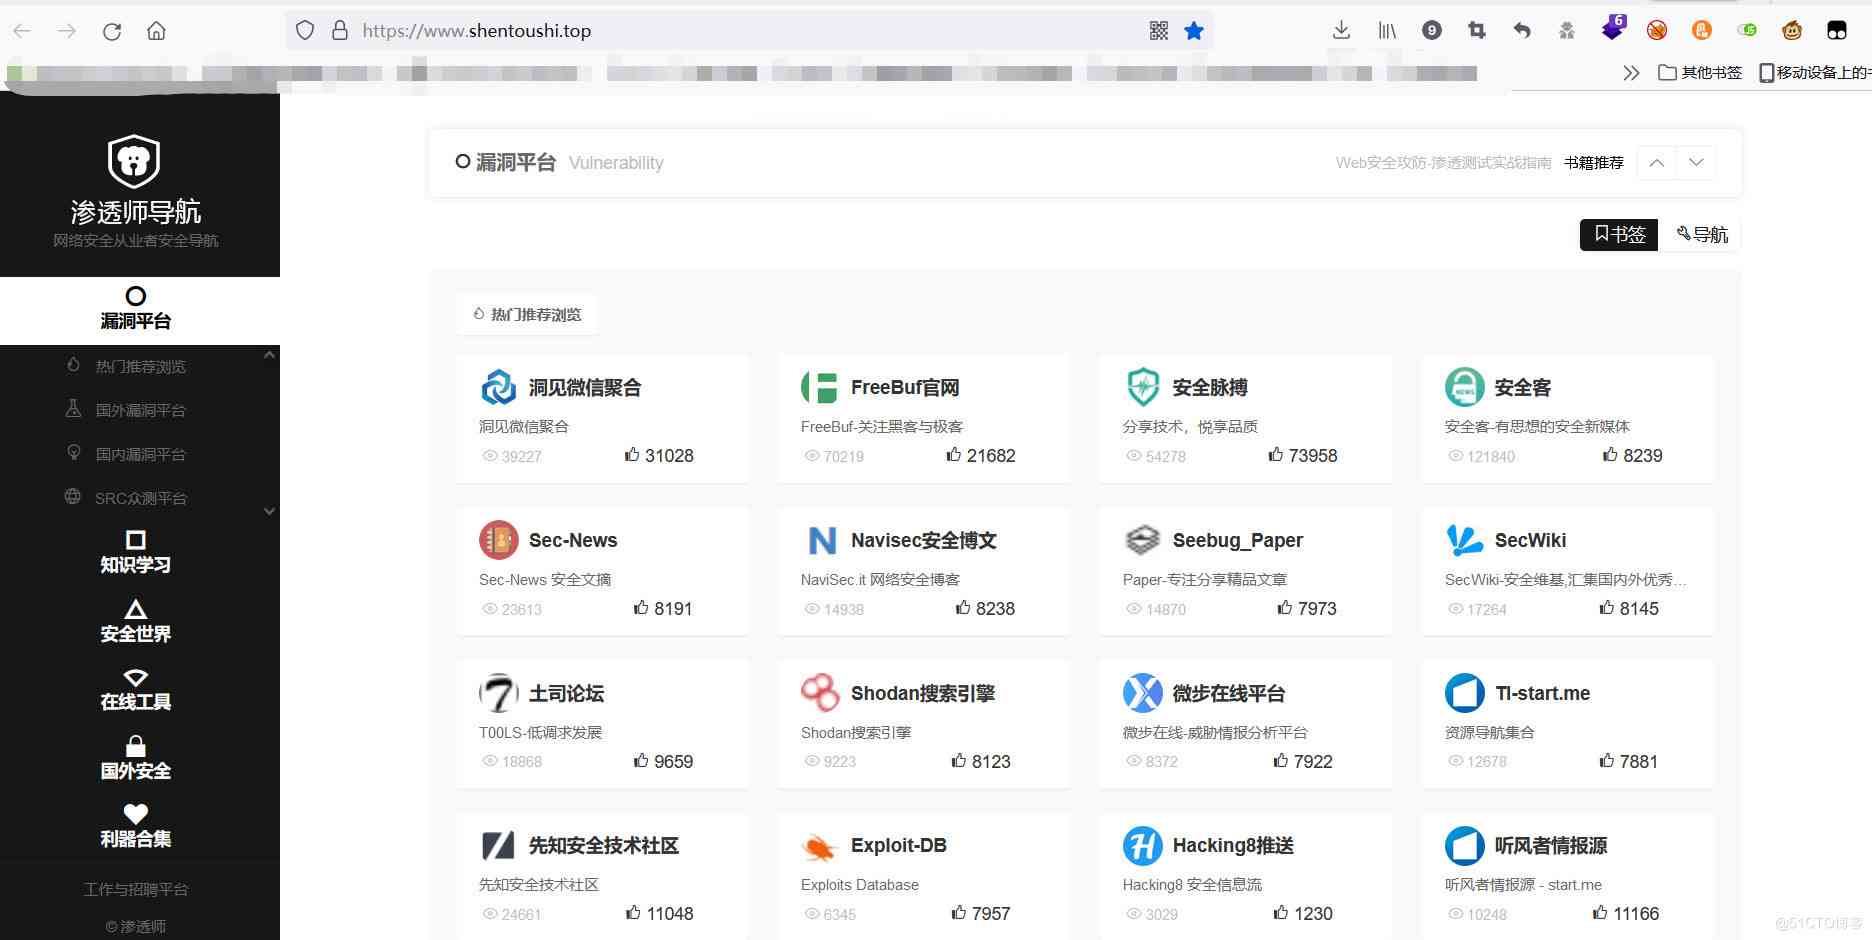 https://www.shentoushi.top
9
6
其他书签
移动设备上的
渗透师导航
网络安全从业者安全导航
漏洞平台
热门推荐浏览
国外漏洞平台
国内漏洞平台
SRC众测平台
知识学习
安全世界
在线工具
国外安全
利器合集
工作与招聘平台
© 渗透师
漏洞平台 Vulnerability
Web安全攻防-渗透测试实战指南 书籍推荐
书签 导航
热门推荐浏览
洞见微信聚合
洞见微信聚合
39227 31028
FreeBuf官网
FreeBuf-关注黑客与极客
70219 21682
安全脉搏
分享技术，悦享品质
54278 73958
安全客
安全客-有思想的安全新媒体
121840 8239
Sec-News
Sec-News 安全文摘
23613 8191
Navisec安全博文
NaviSec.it 网络安全博客
14938 8238
Seebug_Paper
Paper-专注分享精品文章
14870 7973
SecWiki
SecWiki-安全维基,汇集国内外优秀...
17264 8145
土司论坛
T00LS-低调求发展
18868 9659
Shodan搜索引擎
Shodan搜索引擎
9223 8123
微步在线平台
微步在线-威胁情报分析平台
8372 7922
TI-start.me
资源导航集合
12678 7881
先知安全技术社区
先知安全技术社区
24661 11048
Exploit-DB
Exploits Database
6345 7957
Hacking8推送
Hacking8 安全信息流
3029 1230
听风者情报源
听风者情报源 - start.me
10248 11166
@51CTO博客